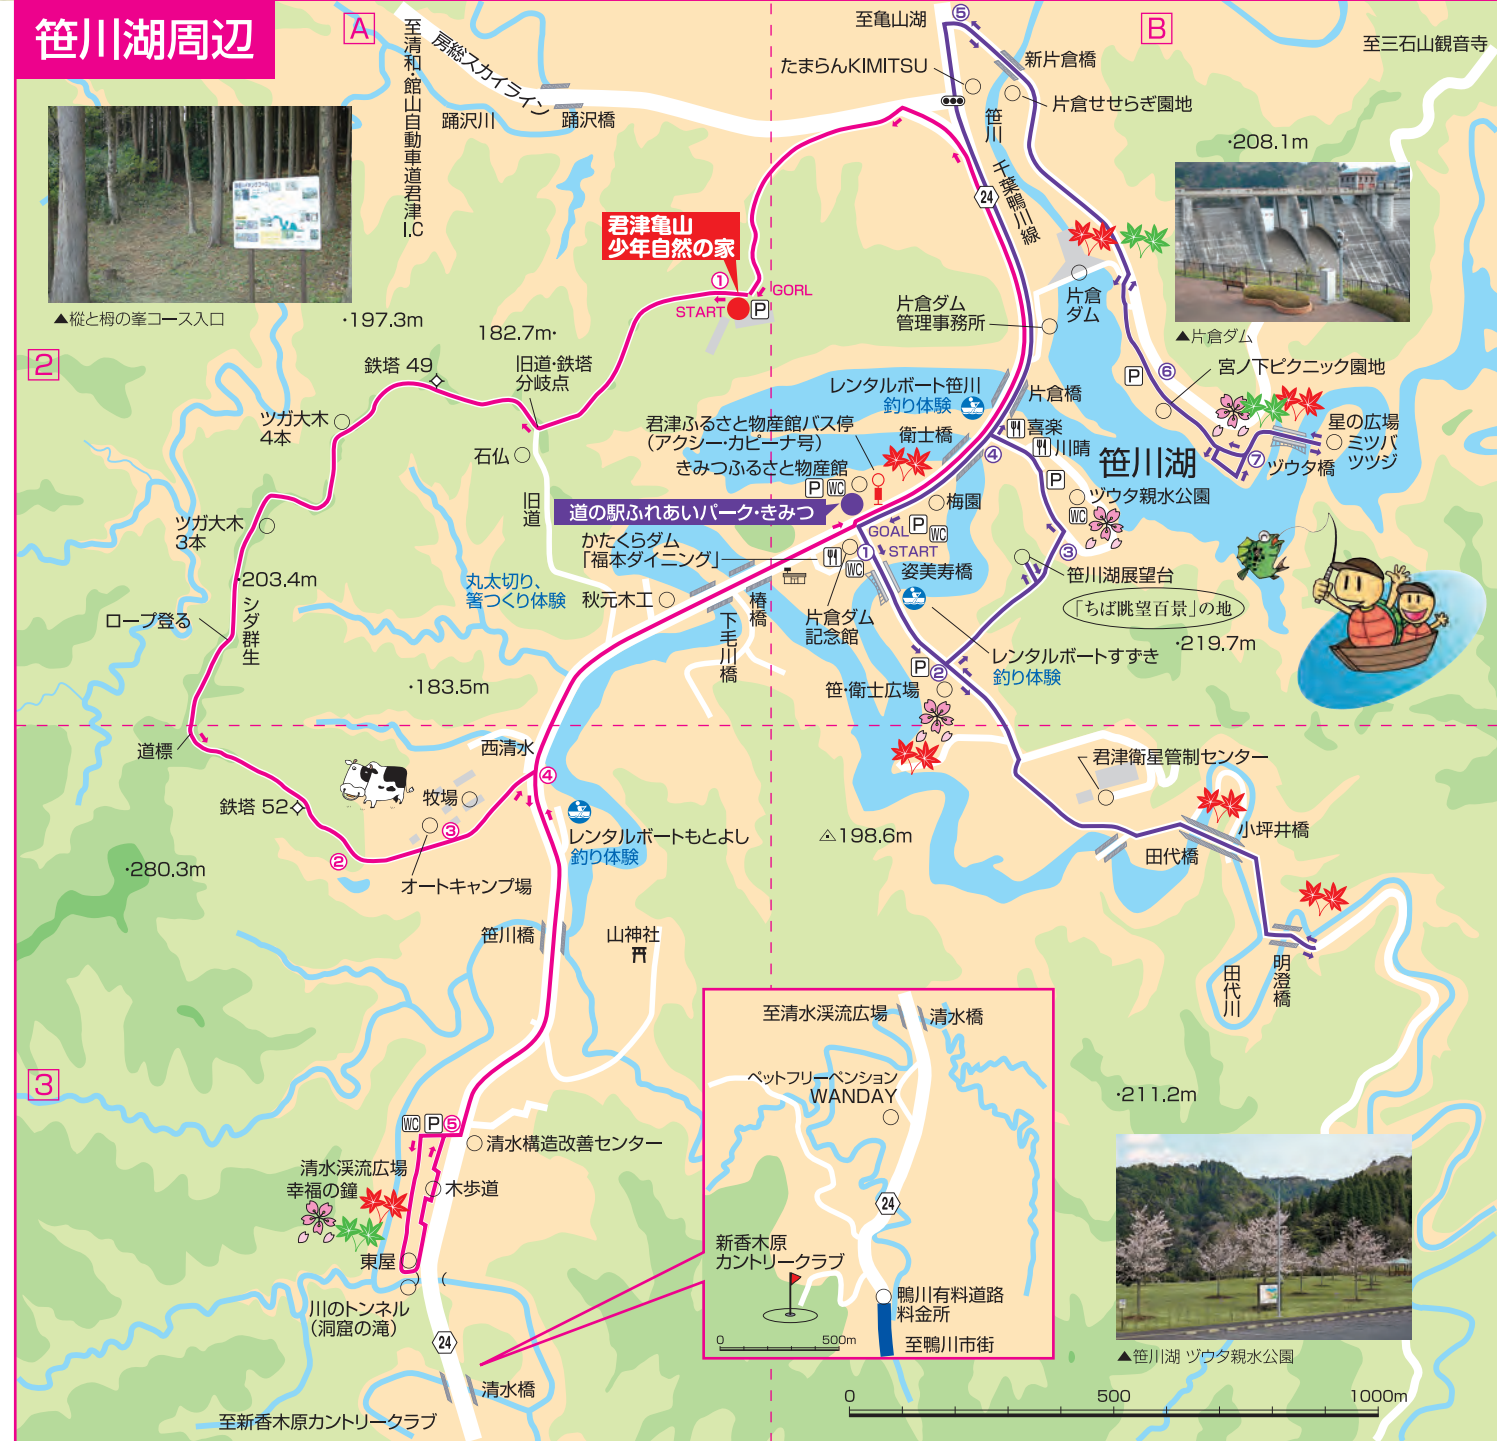 笹川湖周辺
A
B
2
3
至清和・館山自動車道君津I.C
房総スカイライン
踊沢川
踊沢橋
至亀山湖
⑤
たまらんKIMITSU
新片倉橋
片倉せせらぎ園地
至三石山観音寺
笹川
千葉鴨川線
24
・208.1m
▲樅と栂の峯コース入口
君津亀山
少年自然の家
①
START
P
GORL
・197.3m
182.7m・
鉄塔 49
旧道・鉄塔
分岐点
片倉ダム
管理事務所
片倉
ダム
▲片倉ダム
P
⑥
宮ノ下ピクニック園地
ツガ大木
4本
レンタルボート笹川
釣り体験
片倉橋
君津ふるさと物産館バス停
（アクシー・カピーナ号）
衛士橋
喜楽
川晴
④
星の広場
ミツバ
ツツジ
⑦
ヅウタ橋
笹川湖
石仏
旧道
きみつふるさと物産館
P
WC
梅園
P
ヅウタ親水公園
WC
道の駅ふれあいパーク・きみつ
ツガ大木
3本
かたくらダム
「福本ダイニング」
GOAL
P
WC
①
START
WC
姿美寿橋
③
笹川湖展望台
「ちば眺望百景」の地
・203.4m
シダ群生
丸太切り、
箸つくり体験
秋元木工
椿橋
下毛川橋
片倉ダム
記念館
ロープ登る
・219.7m
レンタルボートすずき
釣り体験
P
②
笹・衛士広場
・183.5m
道標
西清水
④
君津衛星管制センター
鉄塔 52
牧場
③
②
オートキャンプ場
レンタルボートもとよし
釣り体験
198.6m
小坪井橋
田代橋
・280.3m
笹川橋
山神社
田代川
明澄橋
至清水渓流広場
清水橋
ペットフリーペンション
WANDAY
24
新香木原
カントリークラブ
鴨川有料道路
料金所
至鴨川市街
0
500m
・211.2m
WC
P
⑤
清水構造改善センター
清水渓流広場
幸福の鐘
木歩道
東屋
川のトンネル
（洞窟の滝）
24
清水橋
至新香木原カントリークラブ
▲笹川湖 ヅウタ親水公園
0
500
1000m